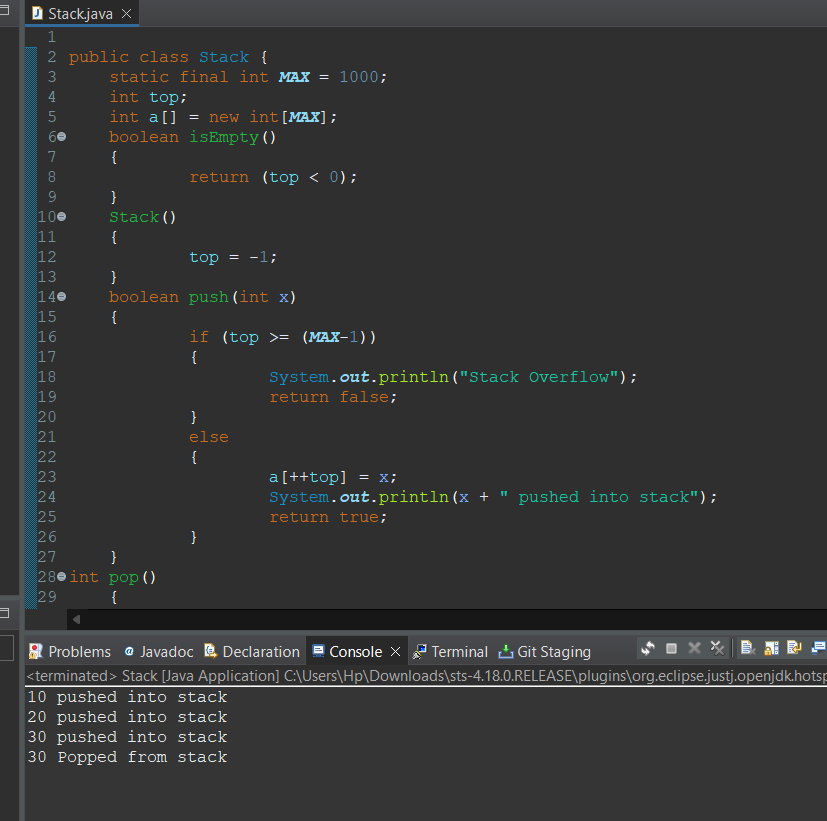 Stack.java
1
2 public class Stack {
3 static final int MAX = 1000;
4 int top;
5 int a[] = new int[MAX];
6 boolean isEmpty()
7 {
8 return (top < 0);
9 }
10 Stack()
11 {
12 top = -1;
13 }
14 boolean push(int x)
15 {
16 if (top >= (MAX-1))
17 {
18 System.out.println("Stack Overflow");
19 return false;
20 }
21 else
22 {
23 a[++top] = x;
24 System.out.println(x + " pushed into stack");
25 return true;
26 }
27 }
28 int pop()
29 {
Problems Javadoc Declaration Console Terminal Git Staging
<terminated> Stack [Java Application] C:\Users\Hp\Downloads\sts-4.18.0.RELEASE\plugins\org.eclipse.justj.openjdk.hotsp
10 pushed into stack
20 pushed into stack
30 pushed into stack
30 Popped from stack